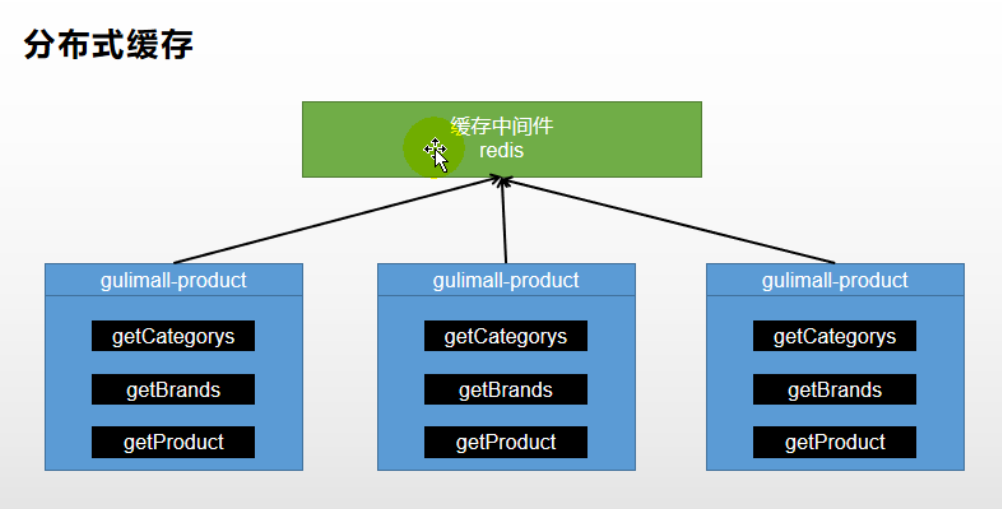 分布式缓存
缓存中间件
redis
gulimall-product
getCategorys
getBrands
getProduct
gulimall-product
getCategorys
getBrands
getProduct
gulimall-product
getCategorys
getBrands
getProduct